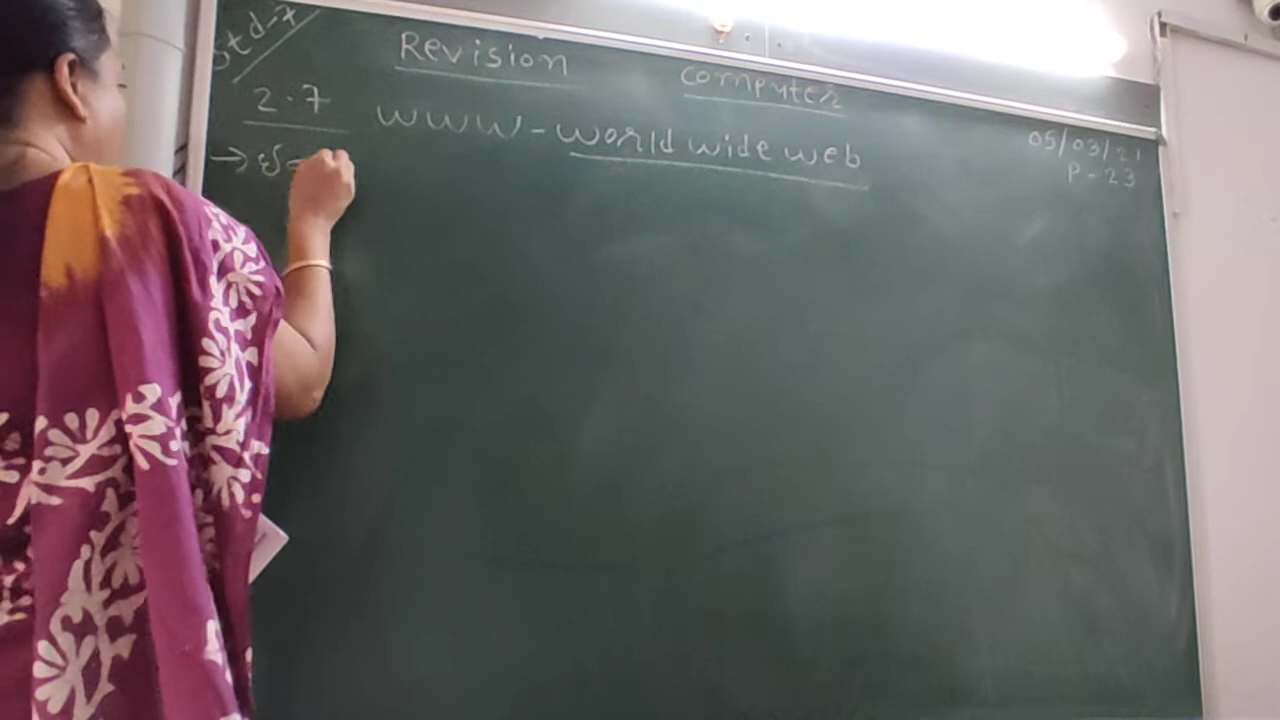 Std-7
Revision computer
2.7 www-world wide web
05/03/21
P-23
→